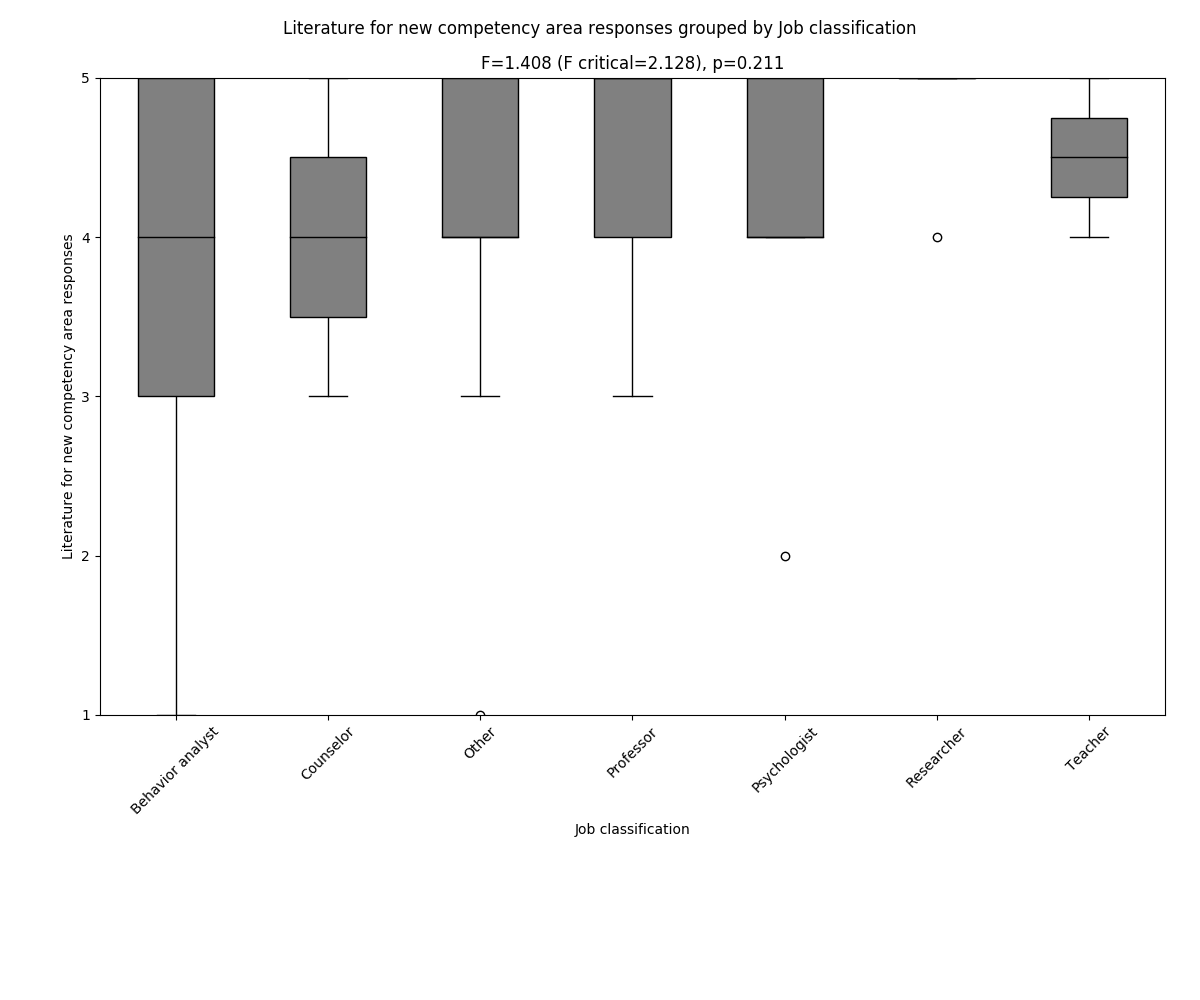 Literature for new competency area responses grouped by Job classification
F=1.408 (F critical=2.128), p=0.211
Literature for new competency area responses
5
4
3
2
1
Behavior analyst
Counselor
Other
Professor
Psychologist
Researcher
Teacher
Job classification